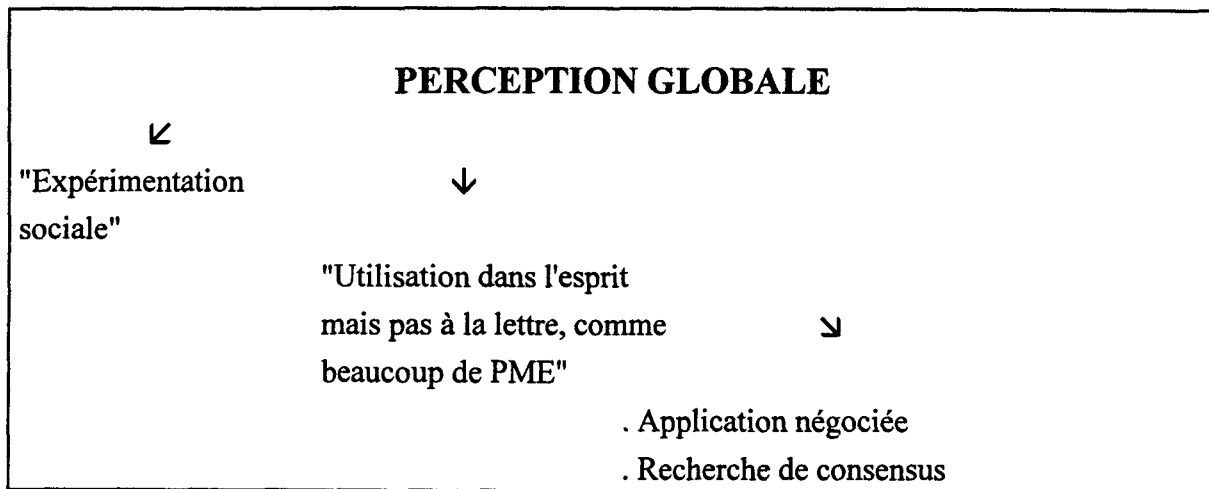 PERCEPTION GLOBALE
↙
"Expérimentation
↓
sociale"
"Utilisation dans l'esprit
mais pas à la lettre, comme
↘
beaucoup de PME"
. Application négociée
. Recherche de consensus